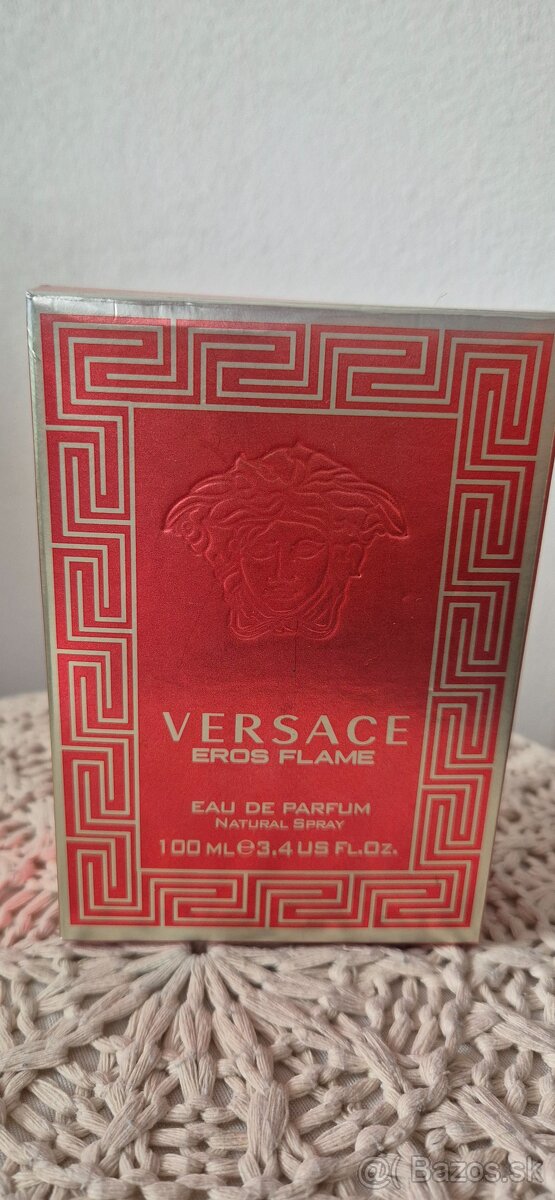 VERSACE
EROS FLAME
EAU DE PARFUM
NATURAL SPRAY
100 ML ℮ 3.4 US FL.OZ.
Bazos.sk